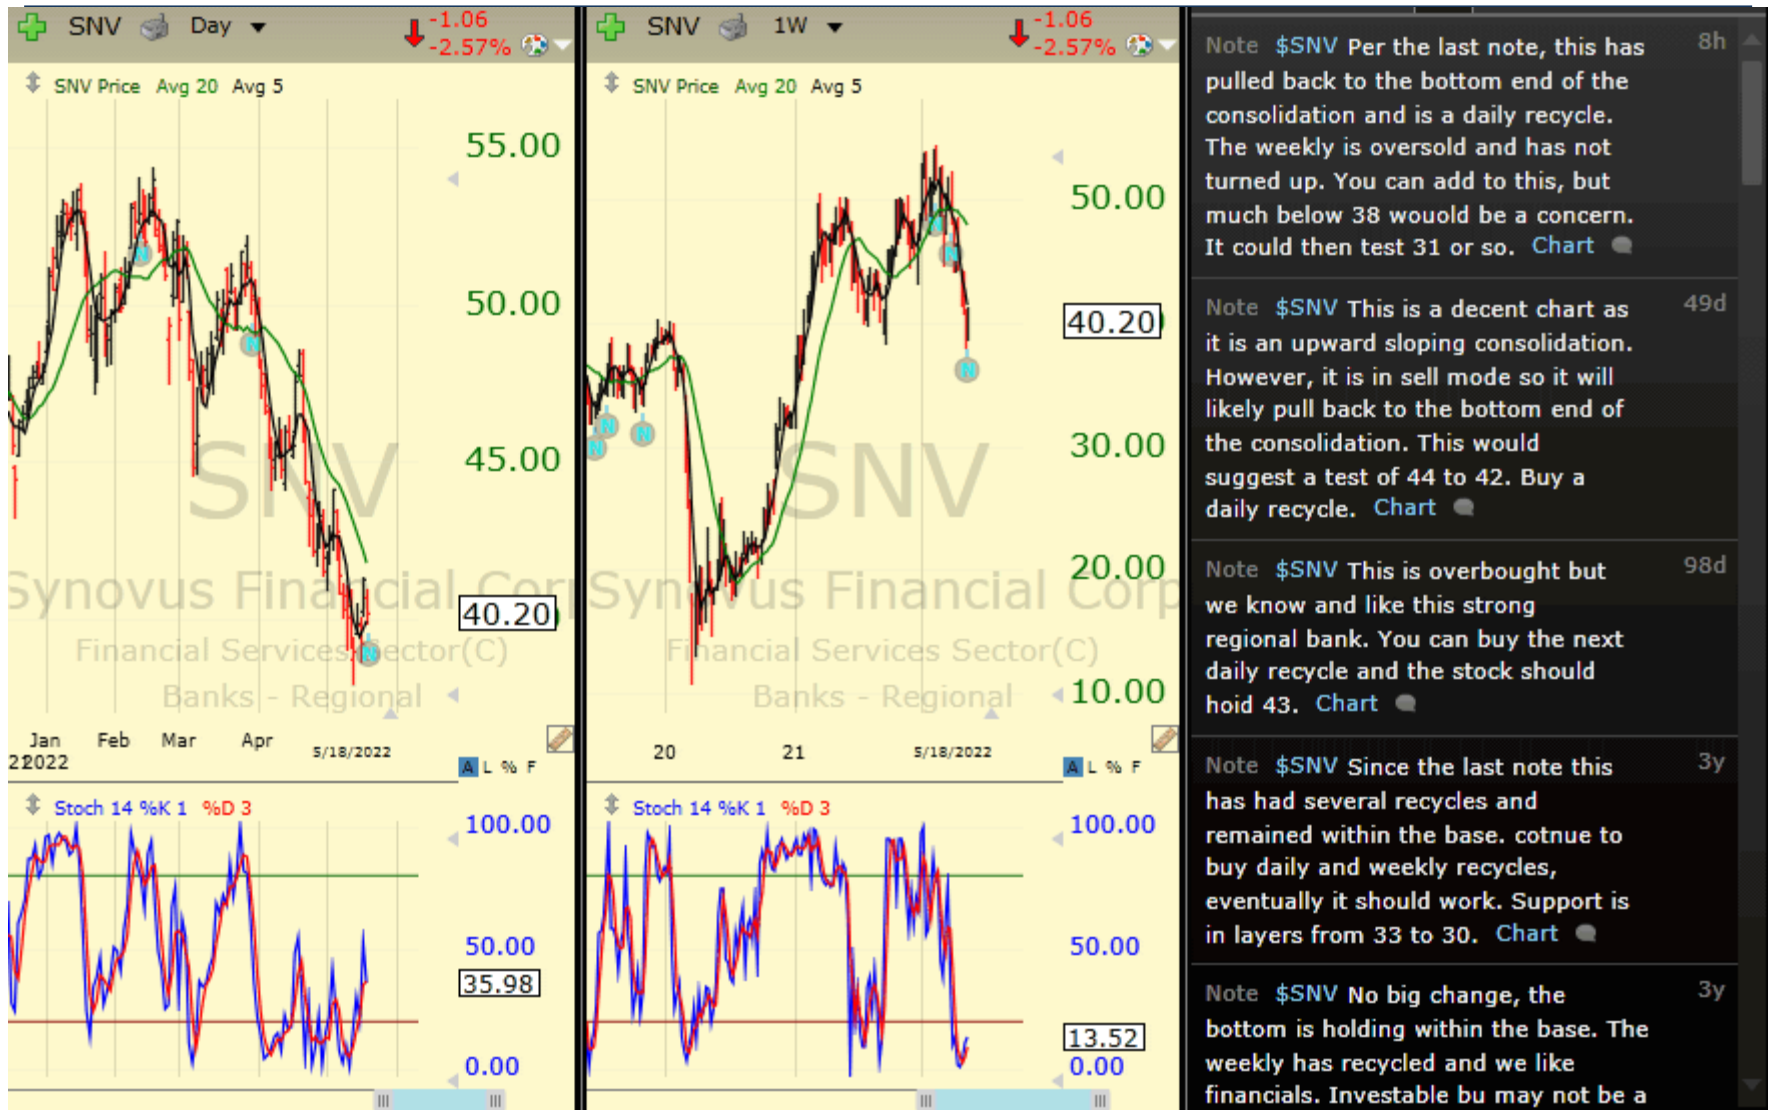 SNV Day -1.06
-2.57%
SNV Price Avg 20 Avg 5
55.00
50.00
45.00
40.20
SNV
Synovus Financial Corp
Financial Services Sector(C)
Banks - Regional
N
N
N
Jan Feb Mar Apr 5/18/2022
2022
A L % F
Stoch 14 %K 1 %D 3
100.00
50.00
35.98
0.00
SNV 1W -1.06
-2.57%
SNV Price Avg 20 Avg 5
50.00
40.20
30.00
20.00
10.00
SNV
Synovus Financial Corp
Financial Services Sector(C)
Banks - Regional
N
N
N
N
N
N
20 21 5/18/2022
A L % F
Stoch 14 %K 1 %D 3
100.00
50.00
13.52
0.00
Note $SNV Per the last note, this has 8h
pulled back to the bottom end of the
consolidation and is a daily recycle.
The weekly is oversold and has not
turned up. You can add to this, but
much below 38 wouold be a concern.
It could then test 31 or so. Chart
Note $SNV This is a decent chart as 49d
it is an upward sloping consolidation.
However, it is in sell mode so it will
likely pull back to the bottom end of
the consolidation. This would
suggest a test of 44 to 42. Buy a
daily recycle. Chart
Note $SNV This is overbought but 98d
we know and like this strong
regional bank. You can buy the next
daily recycle and the stock should
hoid 43. Chart
Note $SNV Since the last note this 3y
has had several recycles and
remained within the base. cotnue to
buy daily and weekly recycles,
eventually it should work. Support is
in layers from 33 to 30. Chart
Note $SNV No big change, the 3y
bottom is holding within the base. The
weekly has recycled and we like
financials. Investable bu may not be a